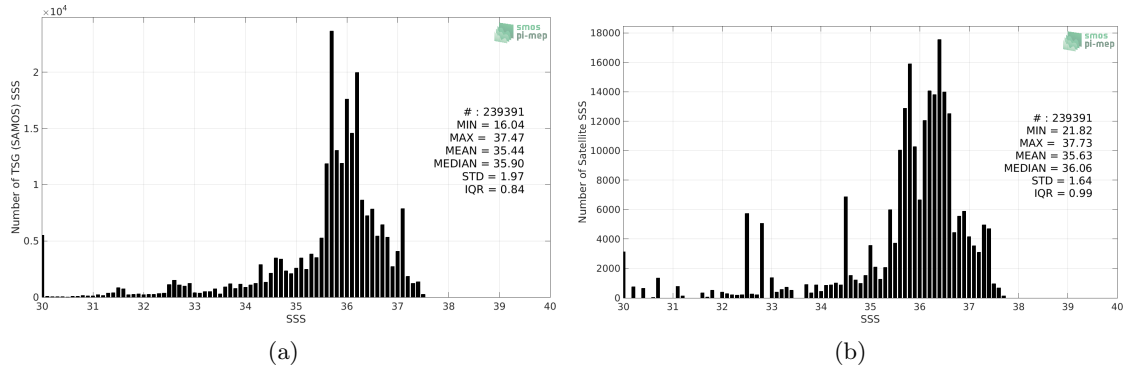 ×10⁴
2
1.5
1
0.5
0
30 31 32 33 34 35 36 37 38 39 40
SSS
Number of TSG (SAMOS) SSS
smos
pi-mep
# : 239391
MIN = 16.04
MAX = 37.47
MEAN = 35.44
MEDIAN = 35.90
STD = 1.97
IQR = 0.84
(a)
18000
16000
14000
12000
10000
8000
6000
4000
2000
0
30 31 32 33 34 35 36 37 38 39 40
SSS
Number of Satellite SSS
smos
pi-mep
# : 239391
MIN = 21.82
MAX = 37.73
MEAN = 35.63
MEDIAN = 36.06
STD = 1.64
IQR = 0.99
(b)